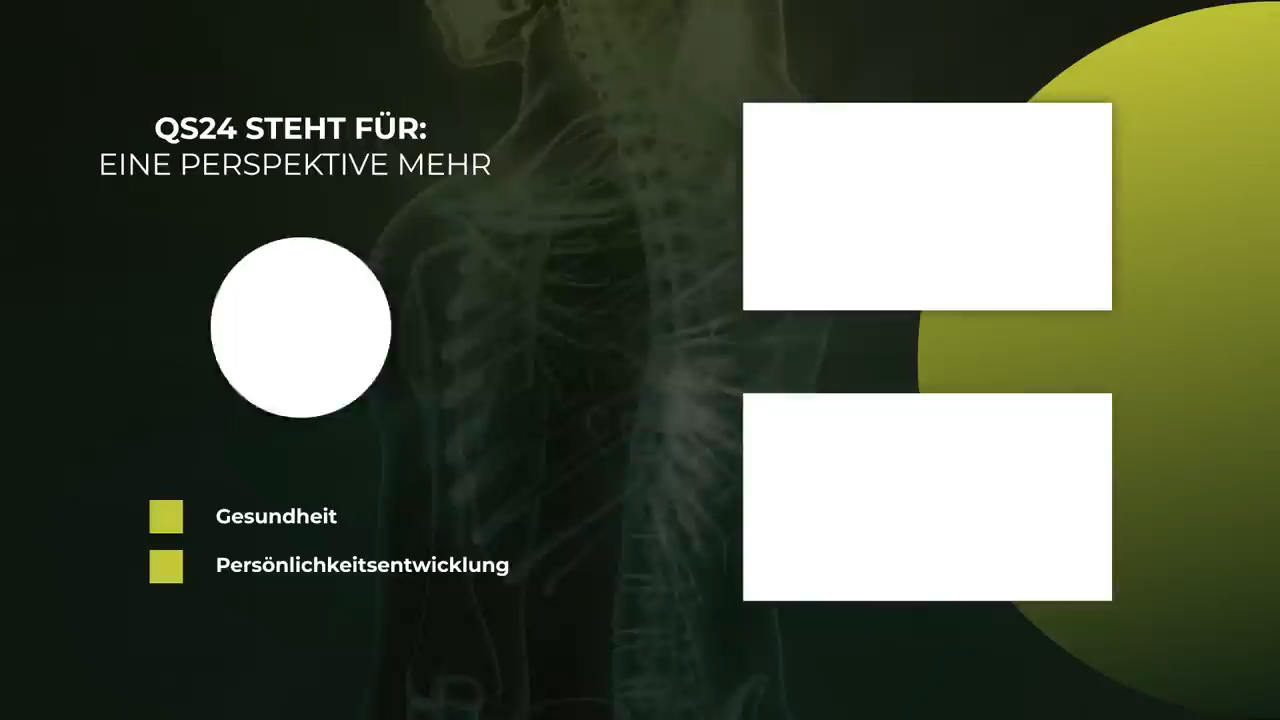 QS24 STEHT FÜR:
EINE PERSPEKTIVE MEHR
Gesundheit
Persönlichkeitsentwicklung